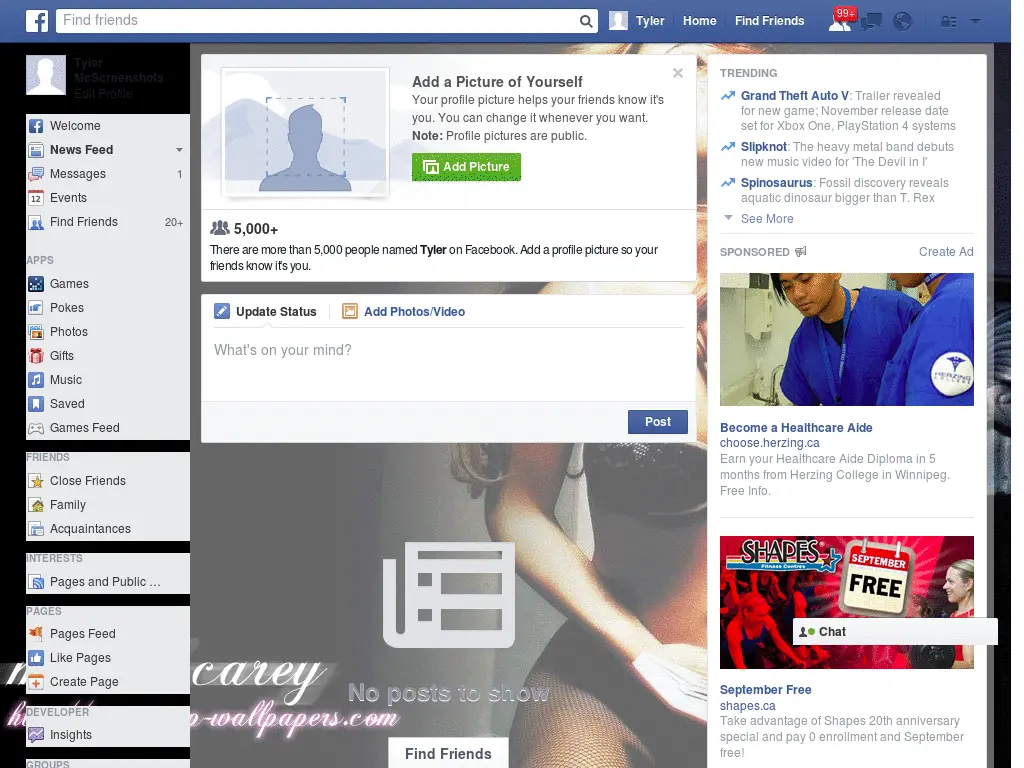 Find friends
Tyler
Home
Find Friends
99+
Tyler
McScreenshots
Edit Profile
Welcome
News Feed
Messages 1
12 Events
Find Friends 20+
APPS
Games
Pokes
Photos
Gifts
Music
Saved
Games Feed
FRIENDS
Close Friends
Family
Acquaintances
INTERESTS
Pages and Public ...
PAGES
Pages Feed
Like Pages
Create Page
DEVELOPER
Insights
GROUPS
Add a Picture of Yourself
Your profile picture helps your friends know it's
you. You can change it whenever you want.
Note: Profile pictures are public.
Add Picture
5,000+
There are more than 5,000 people named Tyler on Facebook. Add a profile picture so your
friends know it's you.
Update Status
Add Photos/Video
What's on your mind?
Post
No posts to show
Find Friends
carey
p-wallpapers.com
TRENDING
Grand Theft Auto V: Trailer revealed
for new game; November release date
set for Xbox One, PlayStation 4 systems
Slipknot: The heavy metal band debuts
new music video for 'The Devil in I'
Spinosaurus: Fossil discovery reveals
aquatic dinosaur bigger than T. Rex
See More
SPONSORED
Create Ad
HERZING
COLLEGE
Become a Healthcare Aide
choose.herzing.ca
Earn your Healthcare Aide Diploma in 5
months from Herzing College in Winnipeg.
Free Info.
SHAPES
Fitness Centres
SEPTEMBER
FREE
Chat
September Free
shapes.ca
Take advantage of Shapes 20th anniversary
special and pay 0 enrollment and September
free!